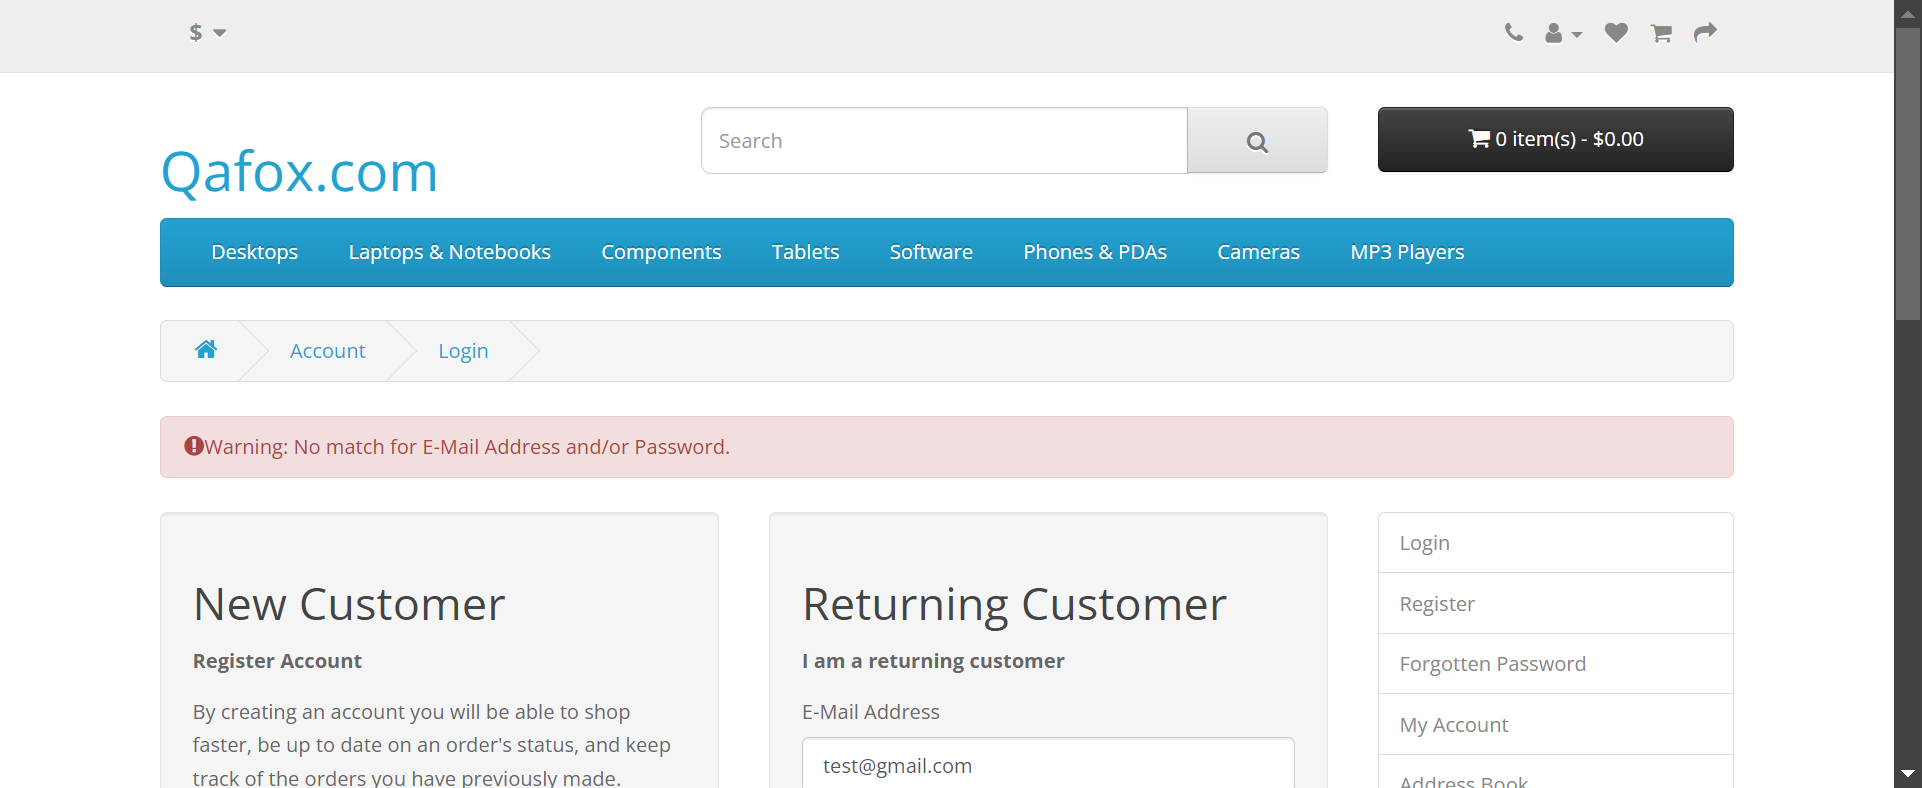 $
Search
0 item(s) - $0.00
Qafox.com
Desktops Laptops & Notebooks Components Tablets Software Phones & PDAs Cameras MP3 Players
Account Login
Warning: No match for E-Mail Address and/or Password.
New Customer
Register Account
By creating an account you will be able to shop
faster, be up to date on an order's status, and keep
track of the orders you have previously made.
Returning Customer
I am a returning customer
E-Mail Address
test@gmail.com
Login
Register
Forgotten Password
My Account
Address Book